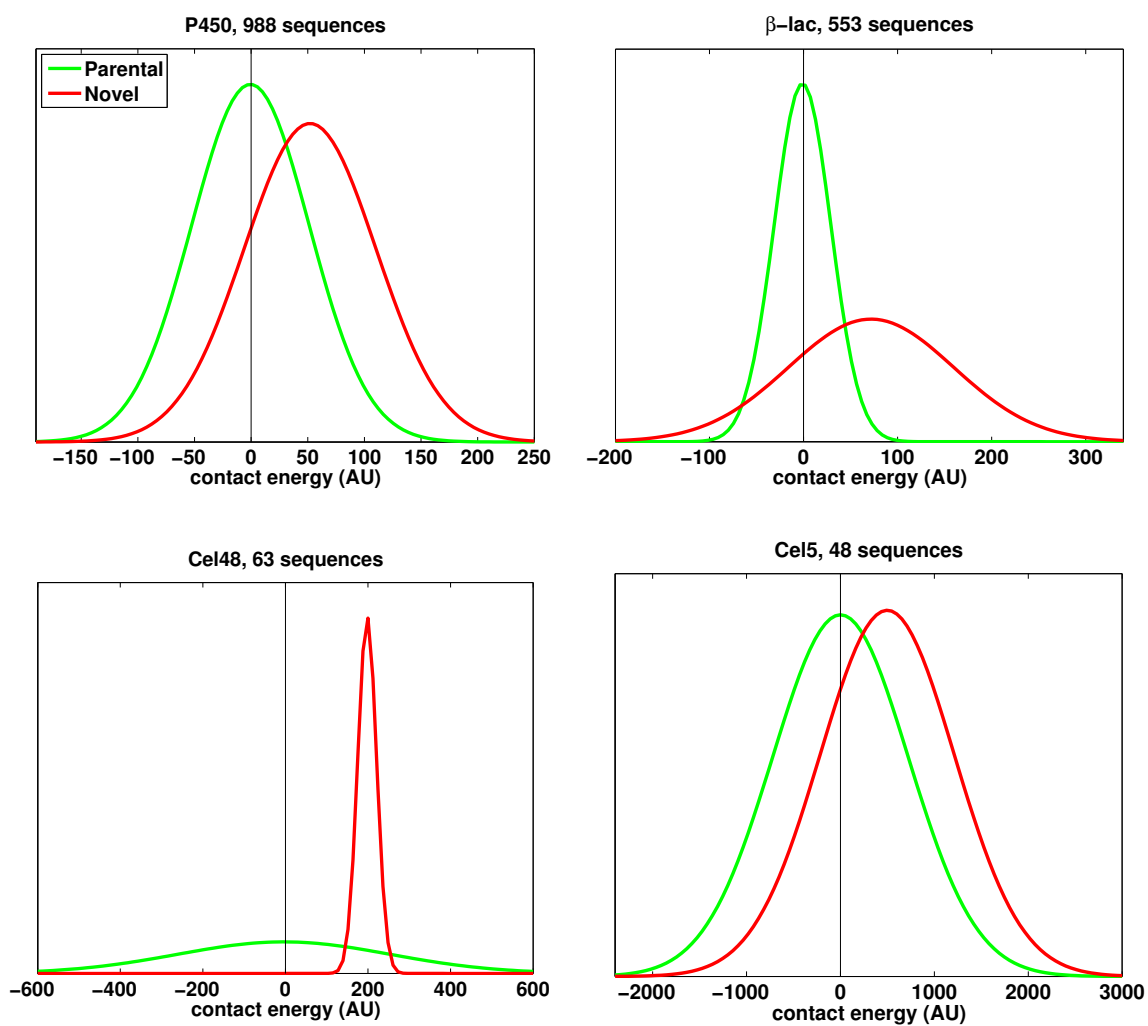 P450, 988 sequences
Parental
Novel
−150 −100 −50 0 50 100 150 200 250
contact energy (AU)
β−lac, 553 sequences
−200 −100 0 100 200 300
contact energy (AU)
Cel48, 63 sequences
−600 −400 −200 0 200 400 600
contact energy (AU)
Cel5, 48 sequences
−2000 −1000 0 1000 2000 3000
contact energy (AU)